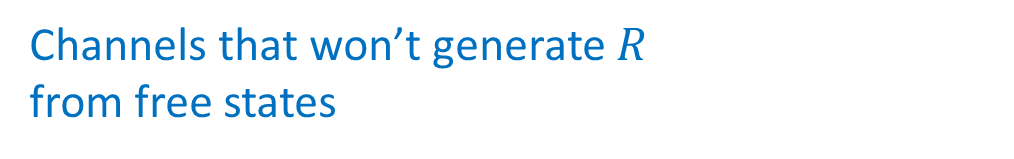 Channels that won’t generate R
from free states